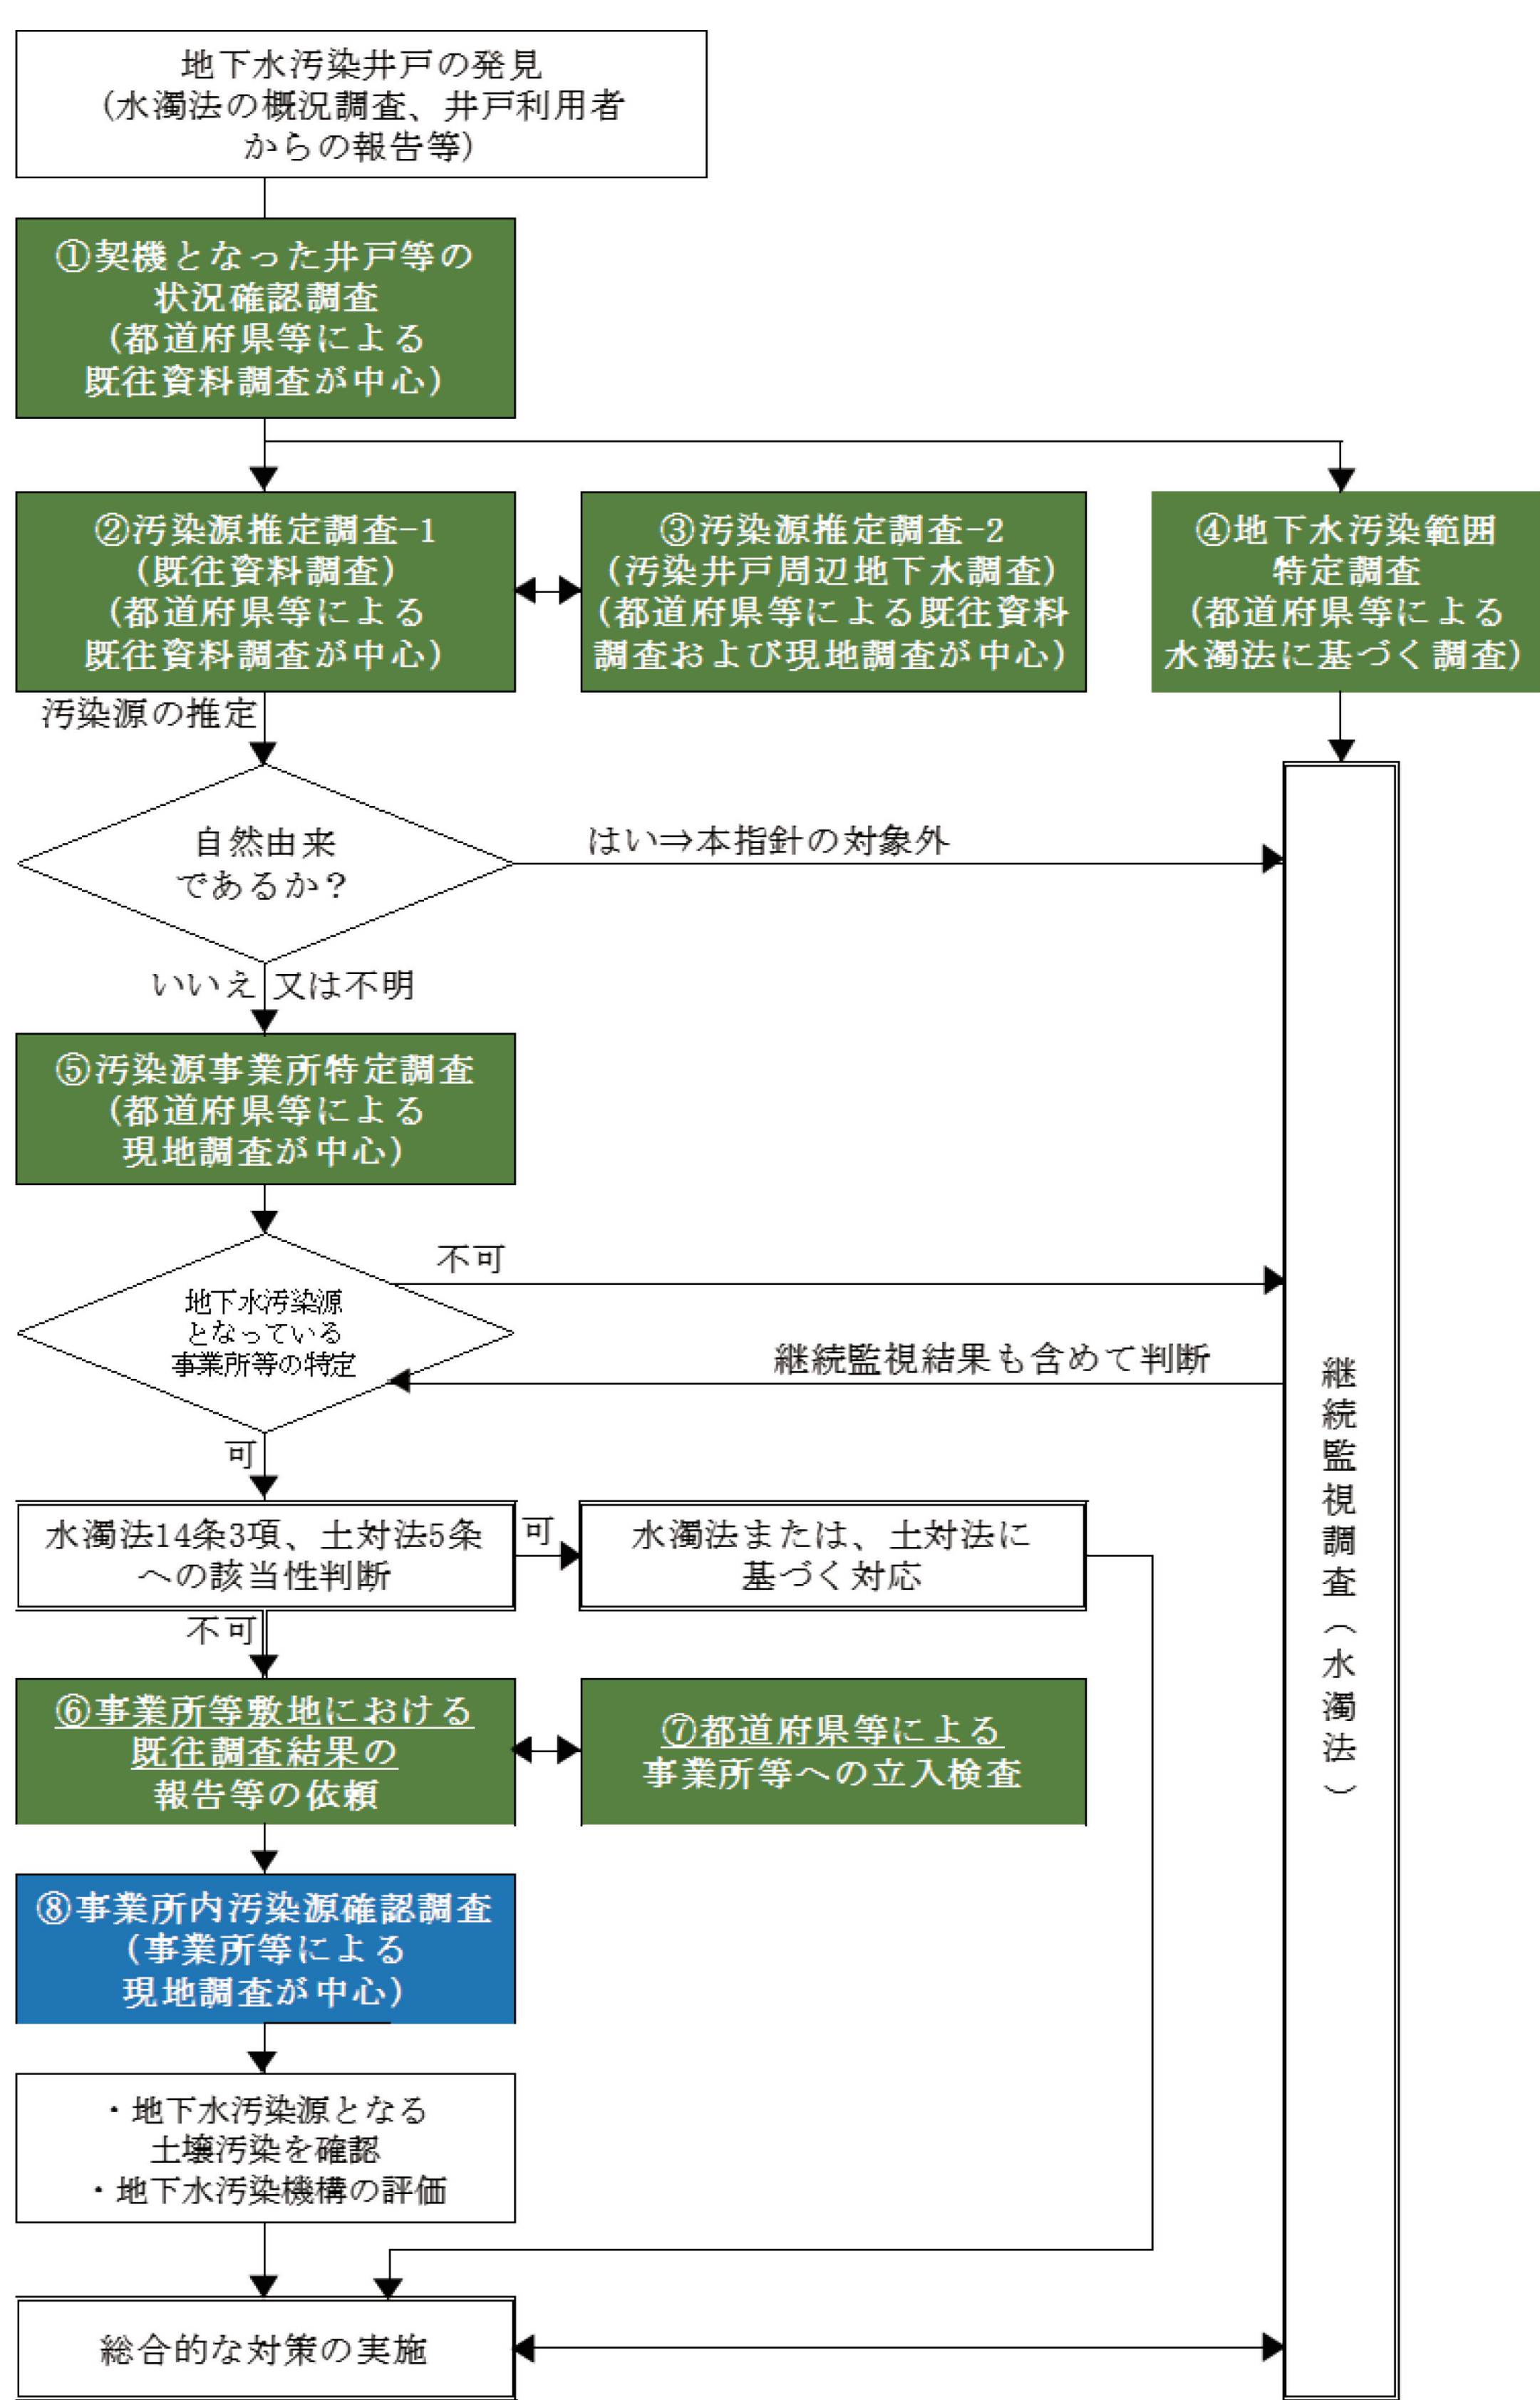 地下水汚染井戸の発見
(水濁法の概況調査、井戸利用者
からの報告等)
①契機となった井戸等の
状況確認調査
(都道府県等による
既往資料調査が中心)
②汚染源推定調査-1
(既往資料調査)
(都道府県等による
既往資料調査が中心)
③汚染源推定調査-2
(汚染井戸周辺地下水調査)
(都道府県等による既往資料
調査および現地調査が中心)
④地下水汚染範囲
特定調査
(都道府県等による
水濁法に基づく調査)
汚染源の推定
自然由来
であるか?
はい⇒本指針の対象外
いいえ 又は不明
⑤汚染源事業所特定調査
(都道府県等による
現地調査が中心)
地下水汚染源
となっている
事業所等の特定
不可
継続監視結果も含めて判断
継続監視調査(水濁法)
可
水濁法14条3項、土対法5条
への該当性判断
可
水濁法または、土対法に
基づく対応
不可
⑥事業所等敷地における
既往調査結果の
報告等の依頼
⑦都道府県等による
事業所等への立入検査
⑧事業所内汚染源確認調査
(事業所等による
現地調査が中心)
・地下水汚染源となる
土壌汚染を確認
・地下水汚染機構の評価
総合的な対策の実施